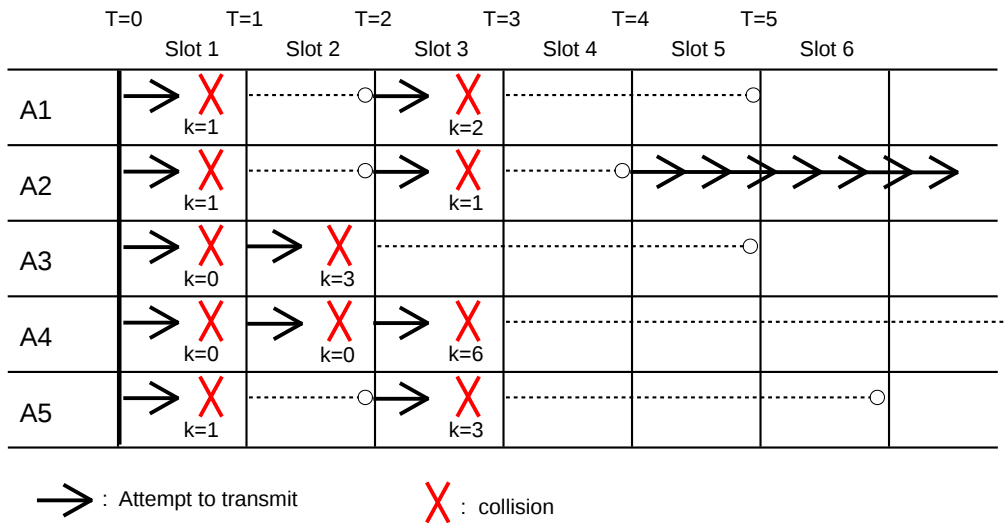 T=0 T=1 T=2 T=3 T=4 T=5
Slot 1 Slot 2 Slot 3 Slot 4 Slot 5 Slot 6
A1
k=1 k=2
A2
k=1 k=1
A3
k=0 k=3
A4
k=0 k=0 k=6
A5
k=1 k=3
: Attempt to transmit : collision